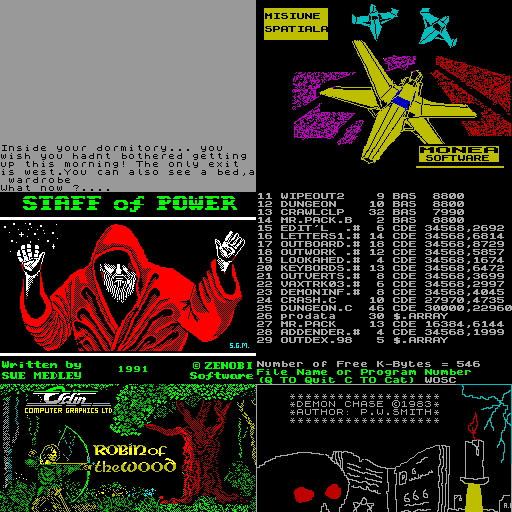 Inside your dormitory... you
wish you hadnt bothered getting
up this morning! The only exit
is west.You can also see a bed,a
wardrobe
What now ?....
MISIUNE
SPATIALA
MONEA
SOFTWARE
STAFF of POWER
S.G.M.
Written by
SUE MEDLEY
1991
© ZENOBI
Software
11 WIPEOUT2 9 BAS 8800
12 DUNGEON 10 BAS 8800
13 CRAWLCLP 32 BAS 7990
14 MR.PACK.B 2 BAS 8800
15 EDIT'1.# 6 CDE 34568,2692
16 LETTERS1.# 14 CDE 34568,6814
17 OUTBOARD.# 18 CDE 34568,8729
18 OUTWORK .# 12 CDE 34568,5857
19 LOOKAHED.# 4 CDE 34568,1674
20 KEYBORDS.# 13 CDE 34568,6472
21 OUTVERTS.# 8 CDE 34568,3699
22 VAXTRK03.# 6 CDE 34568,2997
23 DEMONINF.# 8 CDE 34568,4045
24 CRASH.C 10 CDE 27970,4735
25 DUNGEON.C 46 CDE 30000,22960
26 prodata 30 $.ARRAY
27 MR.PACK 13 CDE 16384,6144
28 ADDENDER.# 4 CDE 34568,1999
29 OUTDEX.98 5 $.ARRAY
Number of Free K-Bytes = 546
File Name or Program Number
(Q To Quit C To Cat) WOSC
Odin
COMPUTER GRAPHICS LTD
ROBIN of
the WOOD
********************
*DEMON CHASE ©1983*
*AUTHOR: P.W.SMITH*
********************
666